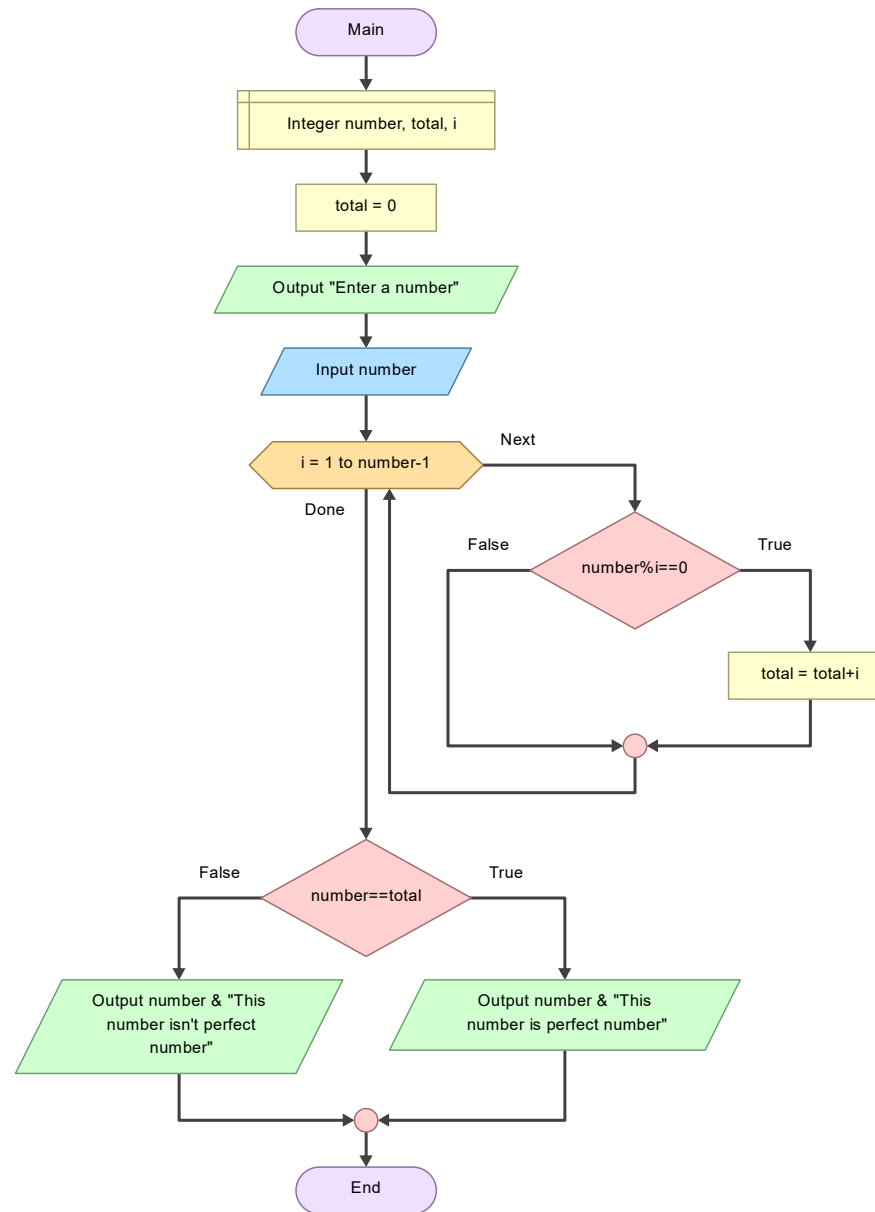 Main
Integer number, total, i
total = 0
Output "Enter a number"
Input number
Next
i = 1 to number-1
Done
False
True
number%i==0
total = total+i
False
True
number==total
Output number & "This
number isn't perfect
number"
Output number & "This
number is perfect number"
End